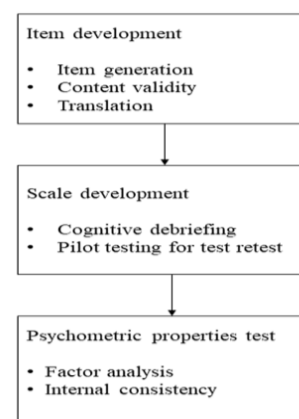 Item development
• Item generation
• Content validity
• Translation
Scale development
• Cognitive debriefing
• Pilot testing for test retest
Psychometric properties test
• Factor analysis
• Internal consistency